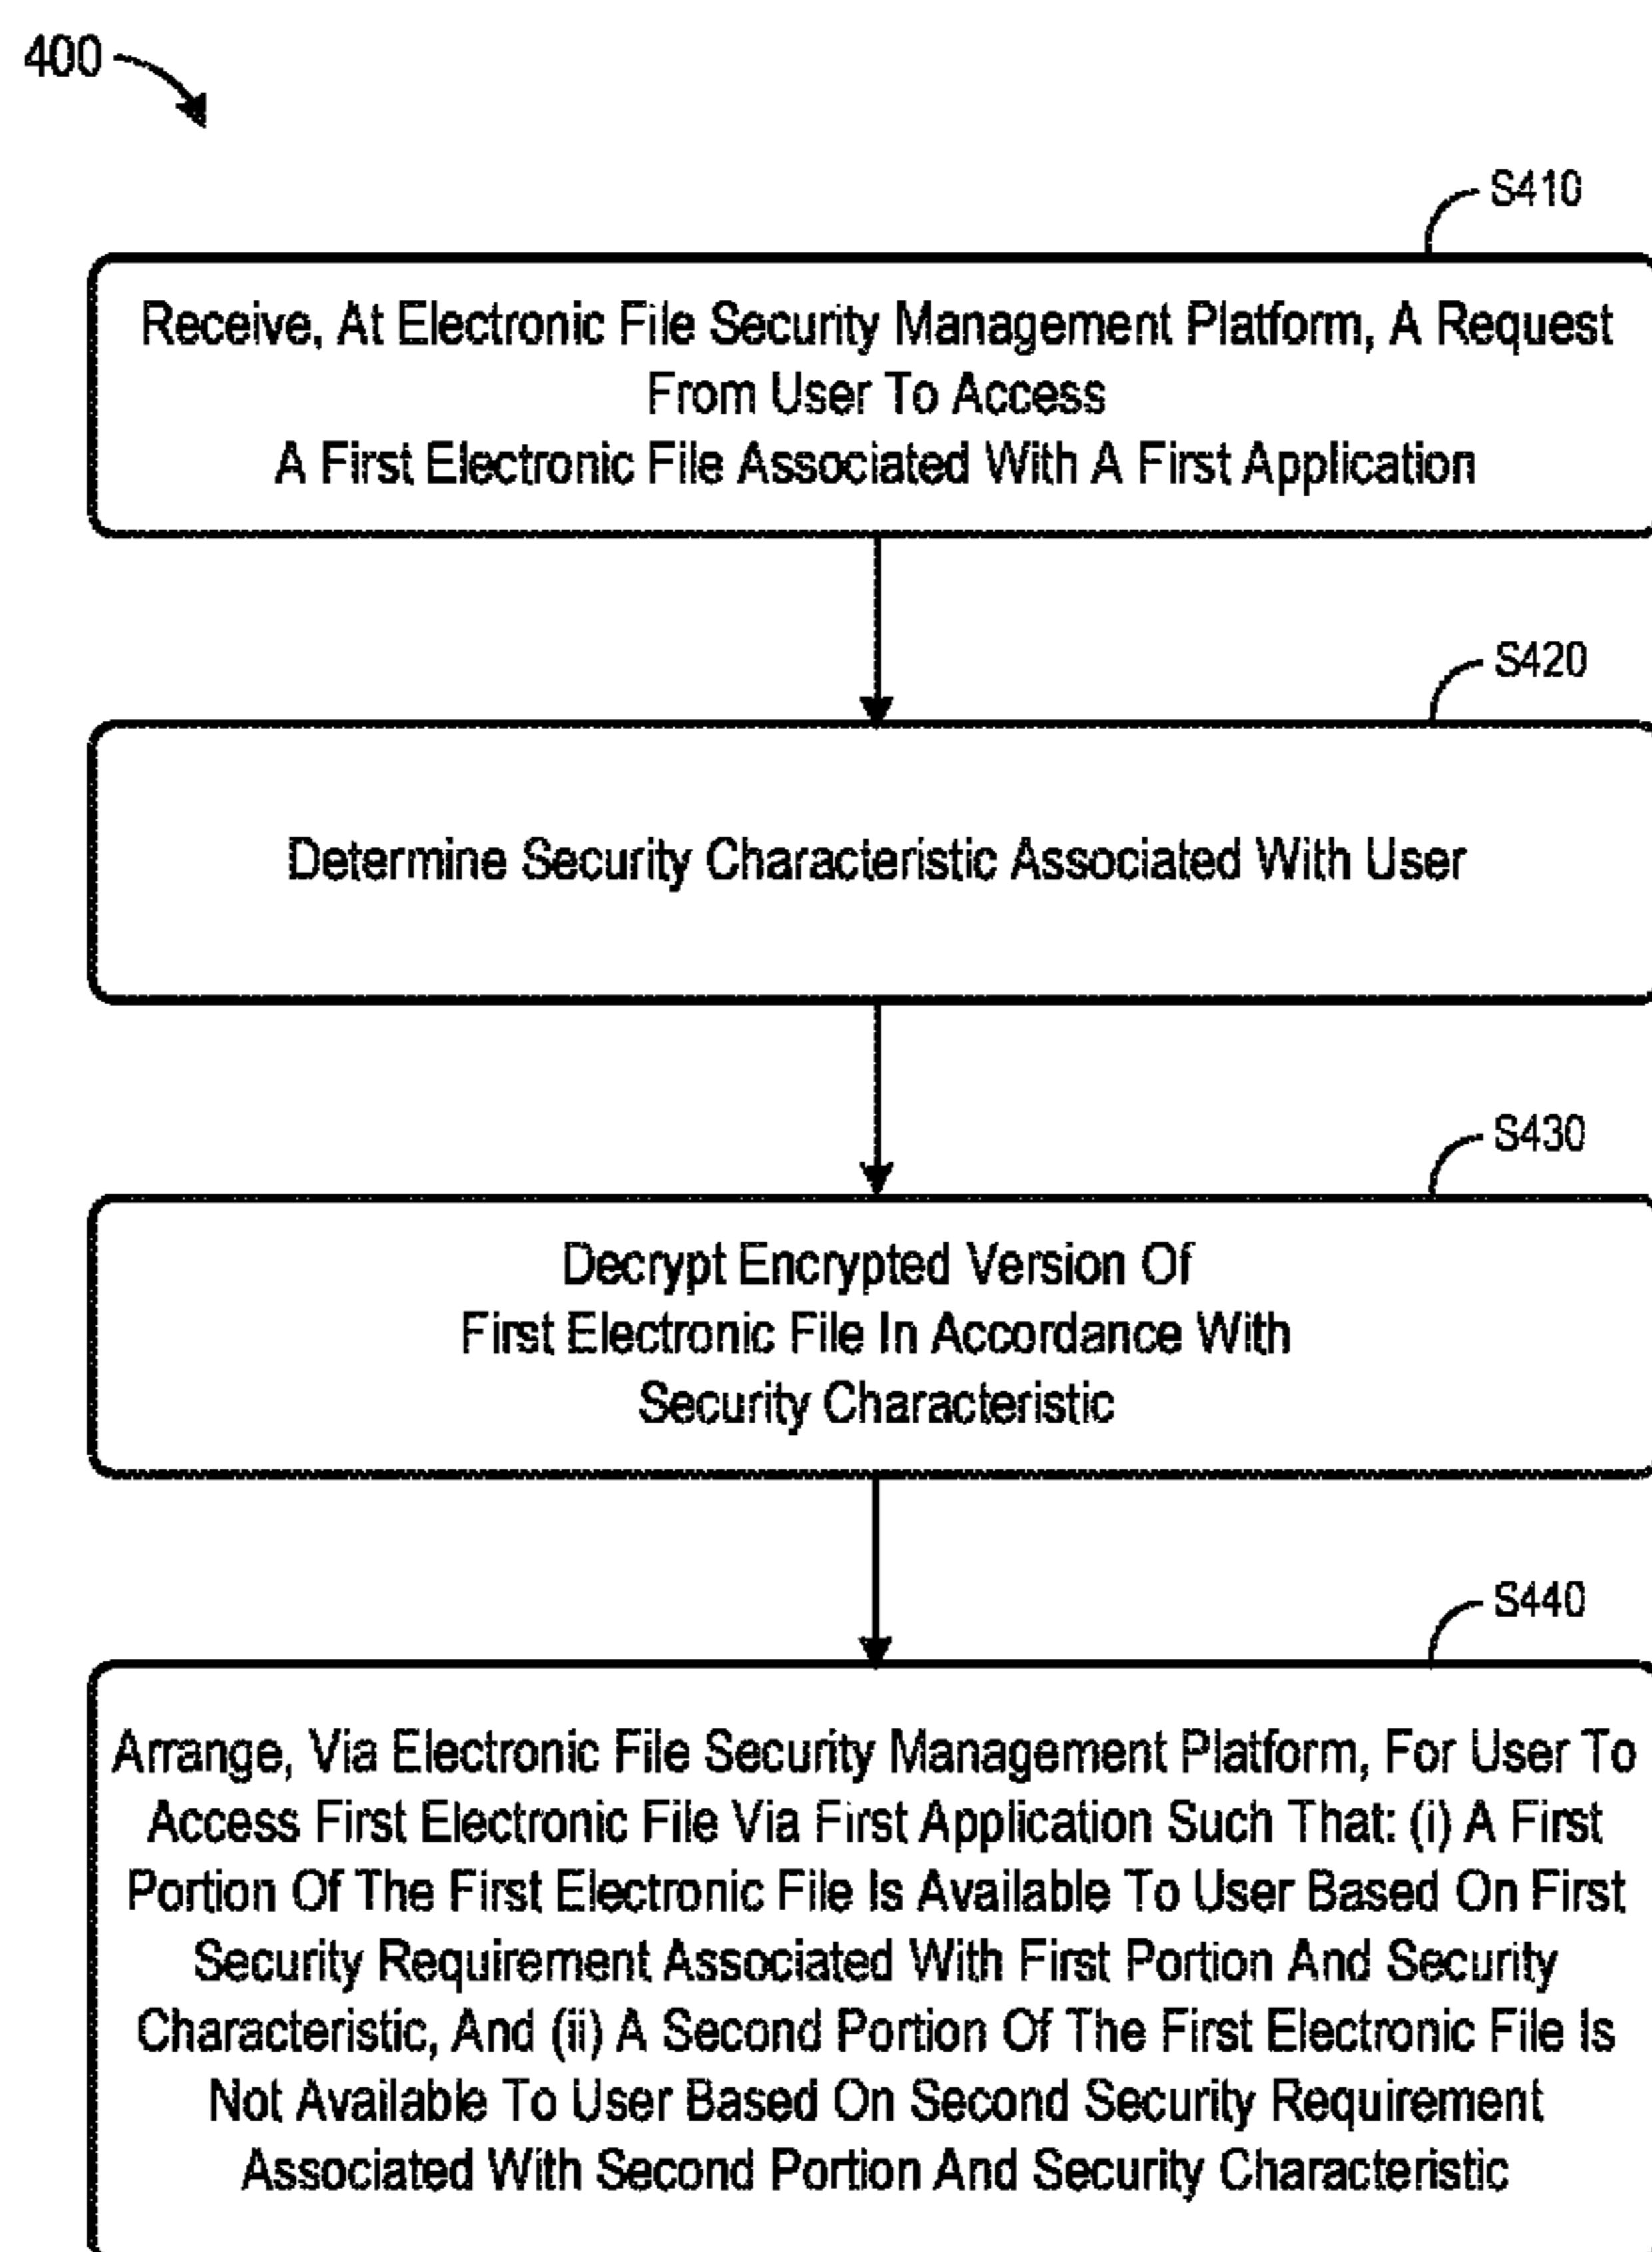 400
S410
Receive, At Electronic File Security Management Platform, A Request
From User To Access
A First Electronic File Associated With A First Application
S420
Determine Security Characteristic Associated With User
S430
Decrypt Encrypted Version Of
First Electronic File In Accordance With
Security Characteristic
S440
Arrange, Via Electronic File Security Management Platform, For User To
Access First Electronic File Via First Application Such That: (i) A First
Portion Of The First Electronic File Is Available To User Based On First
Security Requirement Associated With First Portion And Security
Characteristic, And (ii) A Second Portion Of The First Electronic File Is
Not Available To User Based On Second Security Requirement
Associated With Second Portion And Security Characteristic